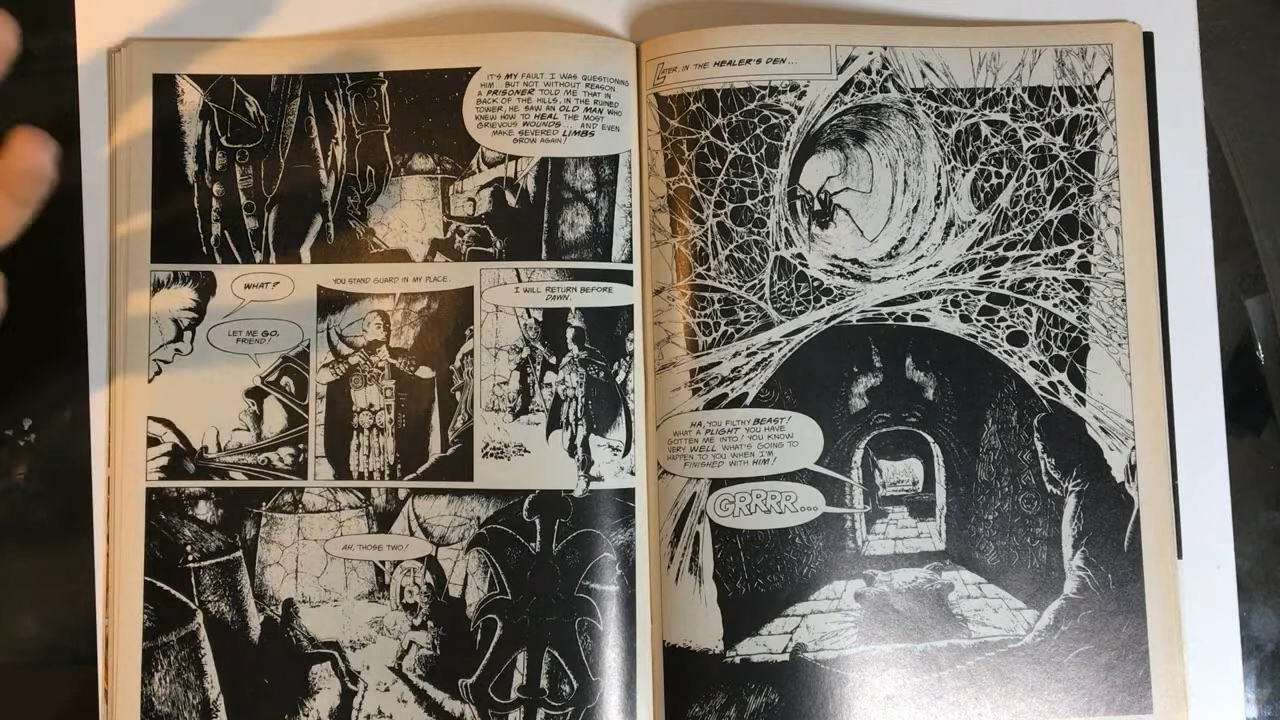 IT'S MY FAULT. I WAS QUESTIONING
HIM... BUT NOT WITHOUT REASON.
A PRISONER TOLD ME THAT IN
BACK OF THE HILLS, IN THE RUINED
TOWER, HE SAW AN OLD MAN WHO
KNEW HOW TO HEAL THE MOST
GRIEVOUS WOUNDS... AND EVEN
MAKE SEVERED LIMBS
GROW AGAIN!
WHAT?
LET ME GO,
FRIEND!
YOU STAND GUARD IN MY PLACE.
I WILL RETURN BEFORE
DAWN.
AH, THOSE TWO!
LATER, IN THE HEALER'S DEN...
HA, YOU FILTHY BEAST!
WHAT A PLIGHT YOU HAVE
GOTTEN ME INTO! YOU KNOW
VERY WELL WHAT'S GOING TO
HAPPEN TO YOU WHEN I'M
FINISHED WITH HIM!
GRRRR...